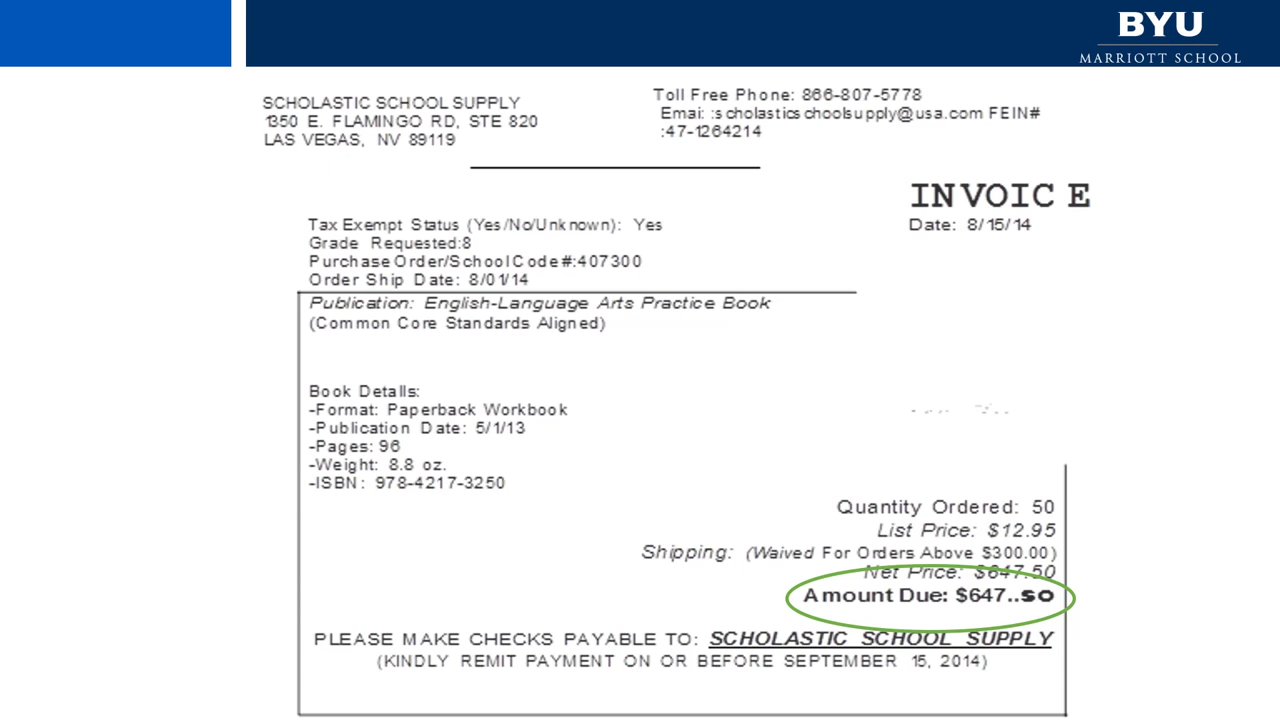 BYU
MARRIOTT SCHOOL
SCHOLASTIC SCHOOL SUPPLY
1350 E. FLAMINGO RD, STE 820
LAS VEGAS, NV 89119
Toll Free Phone: 866-807-5778
Emai: :scholasticschoolsupply@usa.com FEIN#
:47-1264214
INVOICE
Date: 8/15/14
Tax Exempt Status (Yes/No/Unknown): Yes
Grade Requested:8
Purchase Order/School Code#:407300
Order Ship Date: 8/01/14
Publication: English-Language Arts Practice Book
(Common Core Standards Aligned)
Book Details:
-Format: Paperback Workbook
-Publication Date: 5/1/13
-Pages: 96
-Weight: 8.8 oz.
-ISBN: 978-4217-3250
Quantity Ordered: 50
List Price: $12.95
Shipping: (Waived For Orders Above $300.00)
Net Price: $647.50
Amount Due: $647..so
PLEASE MAKE CHECKS PAYABLE TO: SCHOLASTIC SCHOOL SUPPLY
(KINDLY REMIT PAYMENT ON OR BEFORE SEPTEMBER 15, 2014)